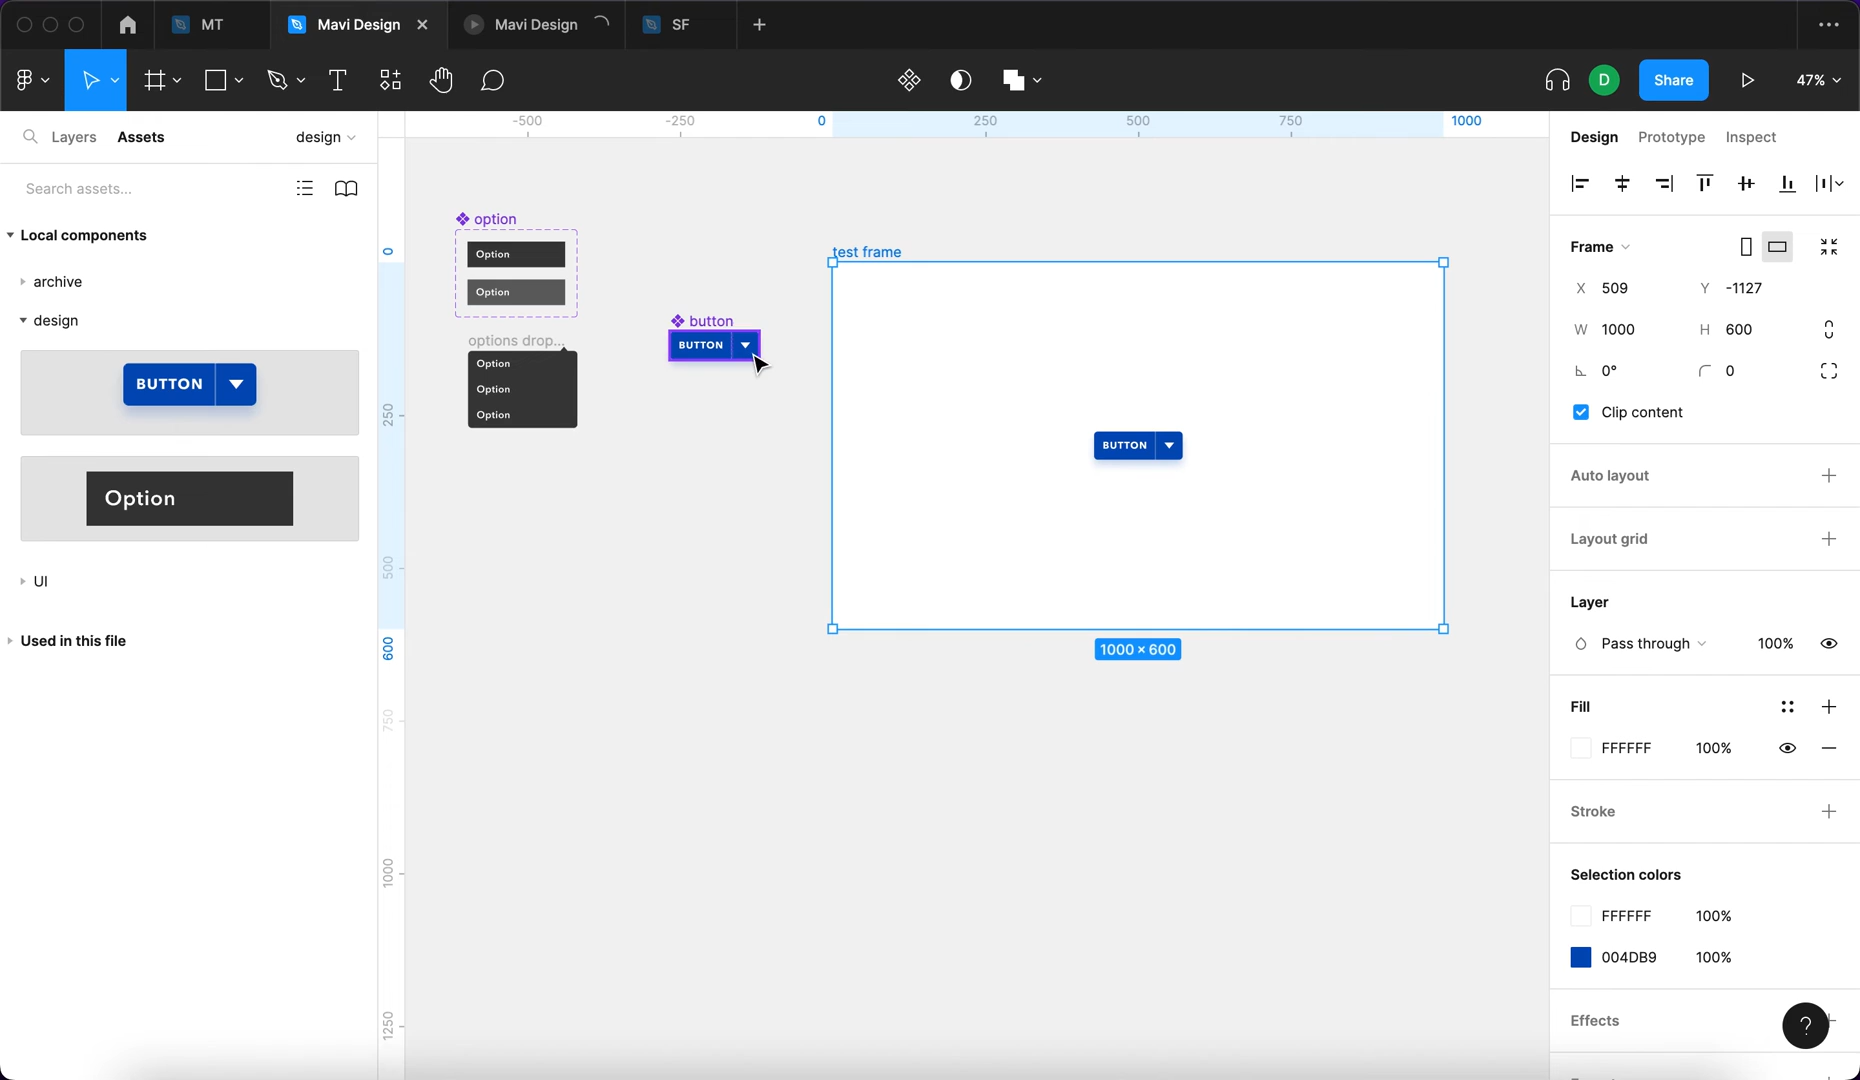 MT
Mavi Design
Mavi Design
SF
D
Share
47%
Layers
Assets
design
Search assets...
Local components
archive
design
BUTTON
Option
UI
Used in this file
-500
-250
0
250
500
750
1000
0
250
500
600
750
1000
1250
option
Option
Option
options drop...
Option
Option
Option
button
BUTTON
test frame
BUTTON
1000 × 600
Design
Prototype
Inspect
Frame
X 509 Y -1127
W 1000 H 600
0° 0
Clip content
Auto layout
Layout grid
Layer
Pass through 100%
Fill
FFFFFF 100%
Stroke
Selection colors
FFFFFF 100%
004DB9 100%
Effects
?